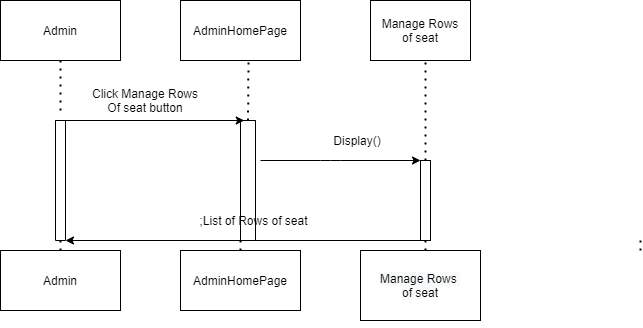 Admin
AdminHomePage
Manage Rows
of seat
Click Manage Rows
Of seat button
Display()
;List of Rows of seat
Admin
AdminHomePage
Manage Rows
of seat